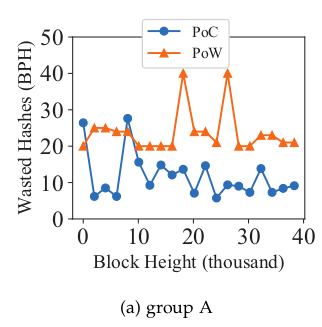 PoC
PoW
50
40
30
20
10
0
Wasted Hashes (BPH)
0 10 20 30 40
Block Height (thousand)
(a) group A